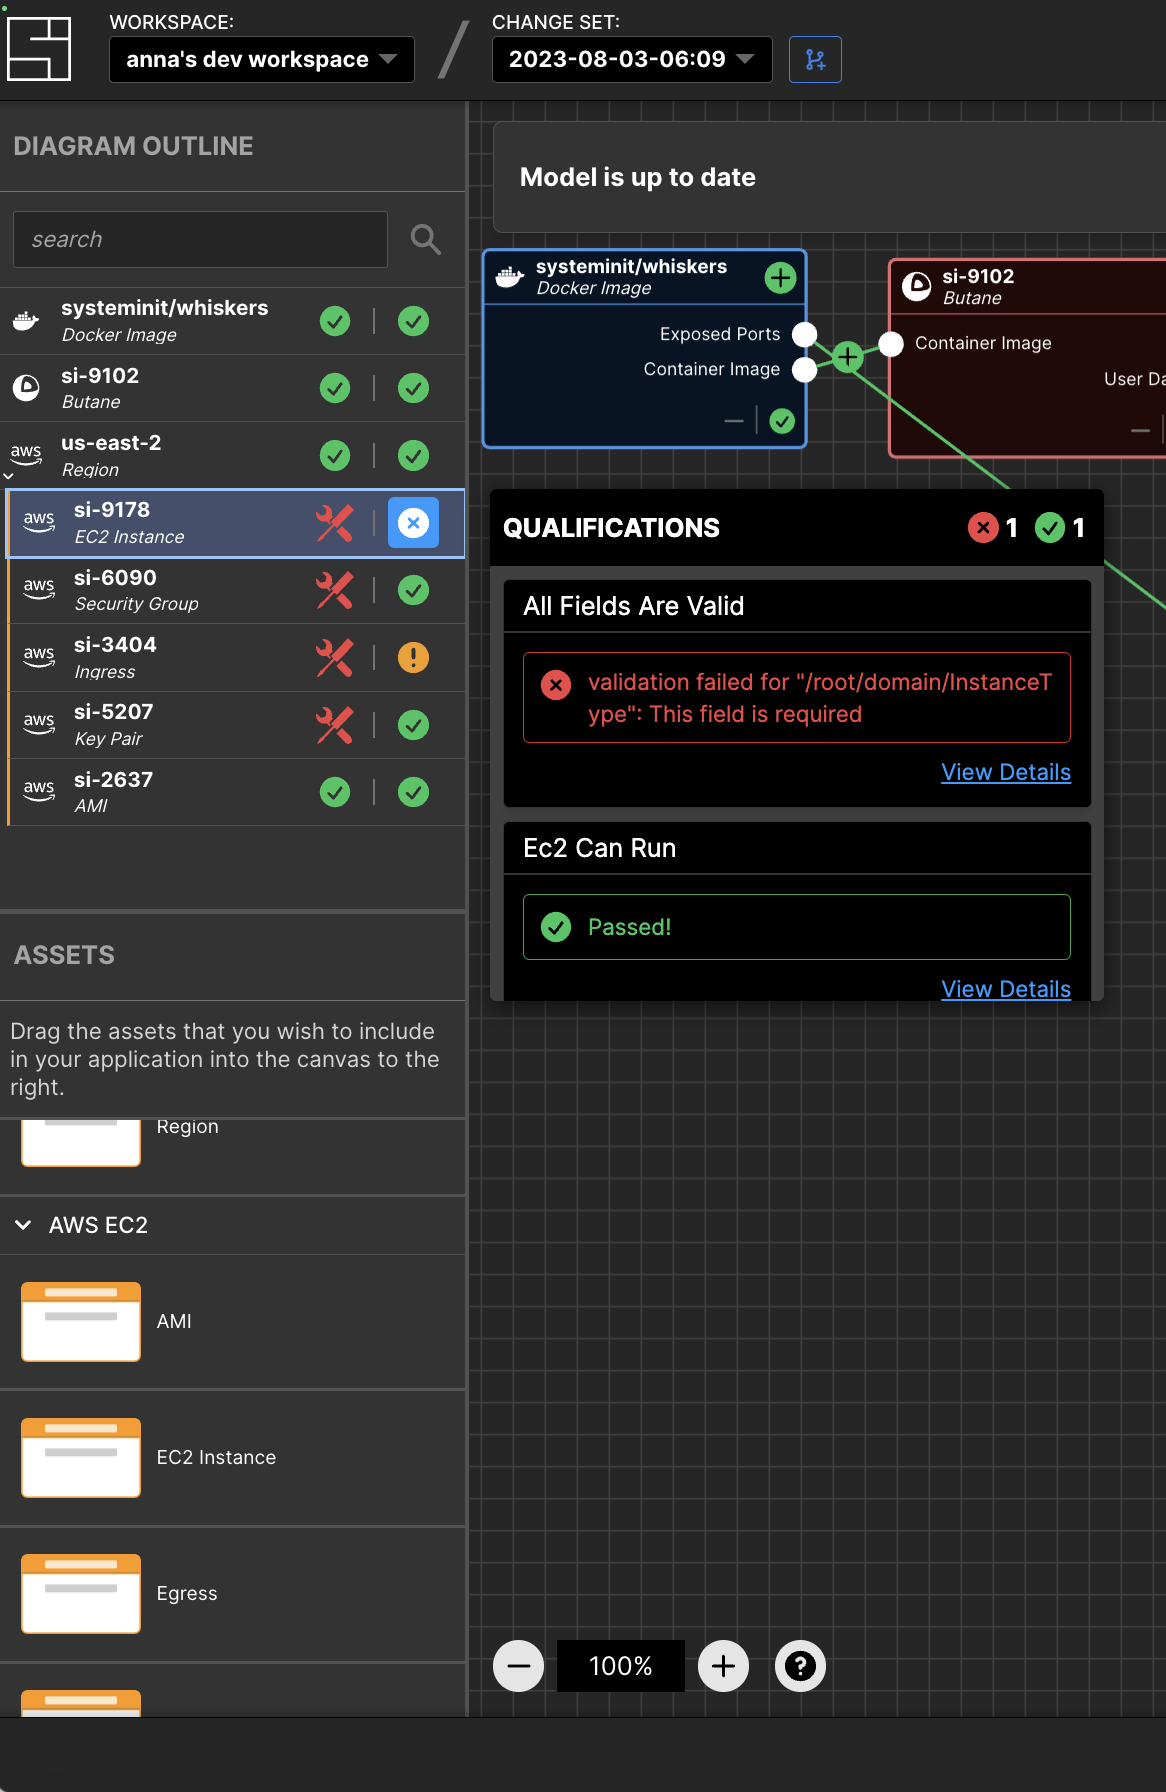 WORKSPACE:
anna's dev workspace
CHANGE SET:
2023-08-03-06:09
DIAGRAM OUTLINE
search
systeminit/whiskers
Docker Image
si-9102
Butane
aws
us-east-2
Region
aws
si-9178
EC2 Instance
aws
si-6090
Security Group
aws
si-3404
Ingress
aws
si-5207
Key Pair
aws
si-2637
AMI
ASSETS
Drag the assets that you wish to include
in your application into the canvas to the
right.
Region
AWS EC2
AMI
EC2 Instance
Egress
Model is up to date
systeminit/whiskers
Docker Image
Exposed Ports
Container Image
si-9102
Butane
Container Image
User Da
QUALIFICATIONS
1
1
All Fields Are Valid
validation failed for "/root/domain/InstanceT
ype": This field is required
View Details
Ec2 Can Run
Passed!
View Details
100%